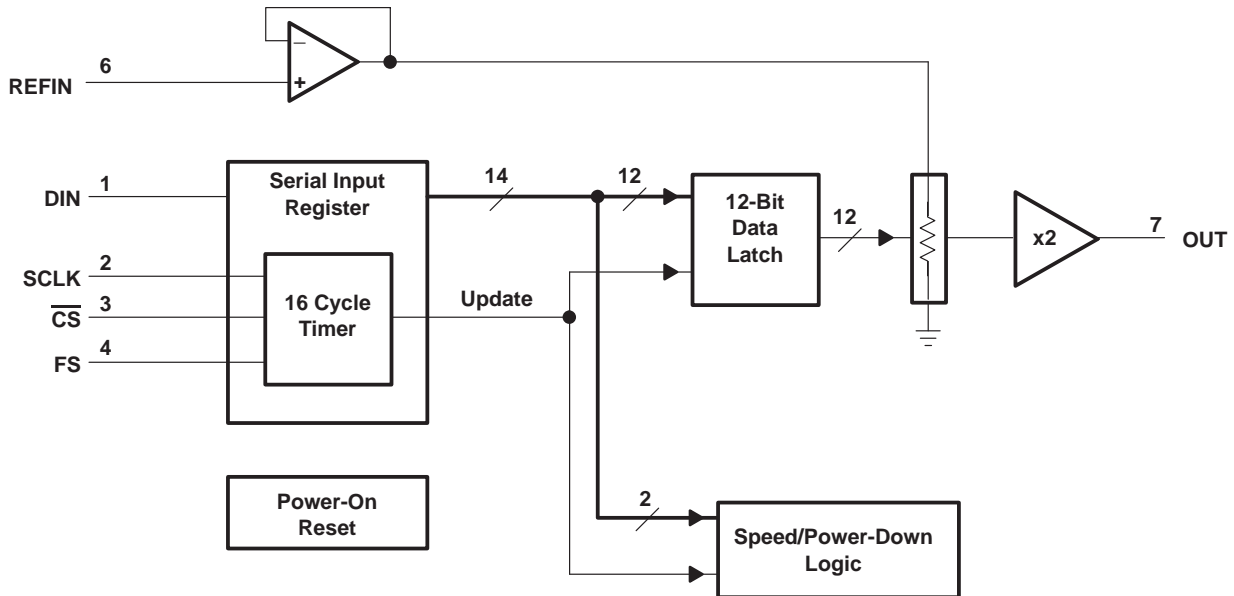 6
REFIN
–
+
1
DIN
Serial Input
Register
14
12
12-Bit
Data
Latch
12
x2
7
OUT
2
SCLK
3
CS
4
FS
16 Cycle
Timer
Update
Power-On
Reset
2
Speed/Power-Down
Logic